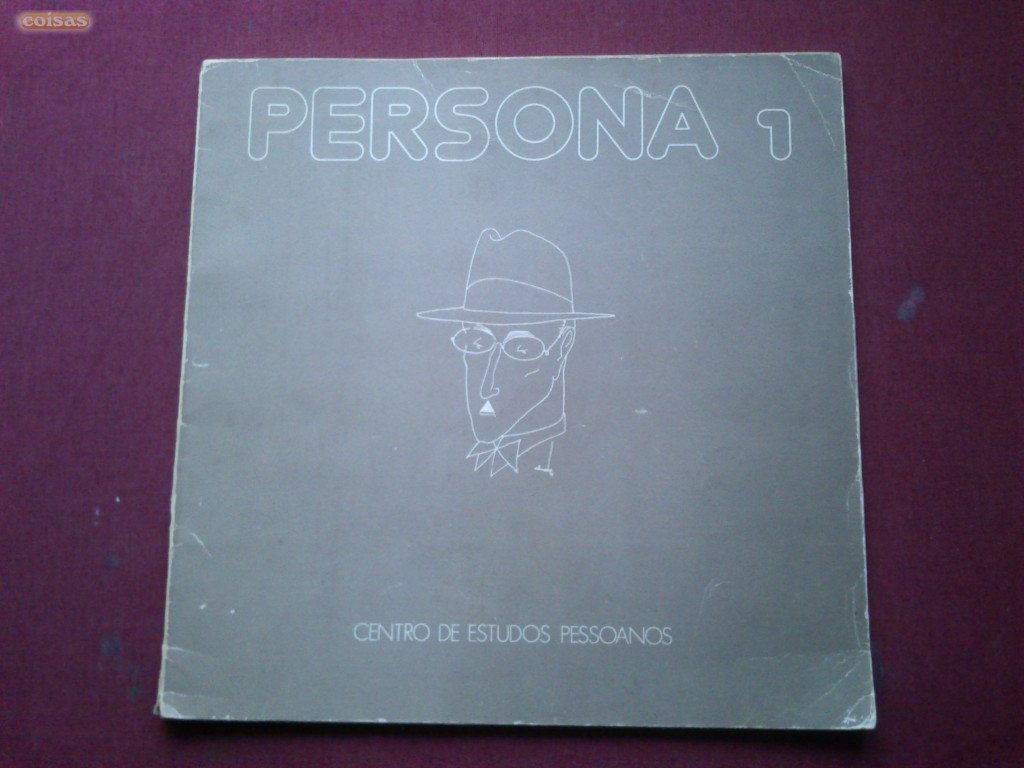 coisas
PERSONA 1
CENTRO DE ESTUDOS PESSOANOS